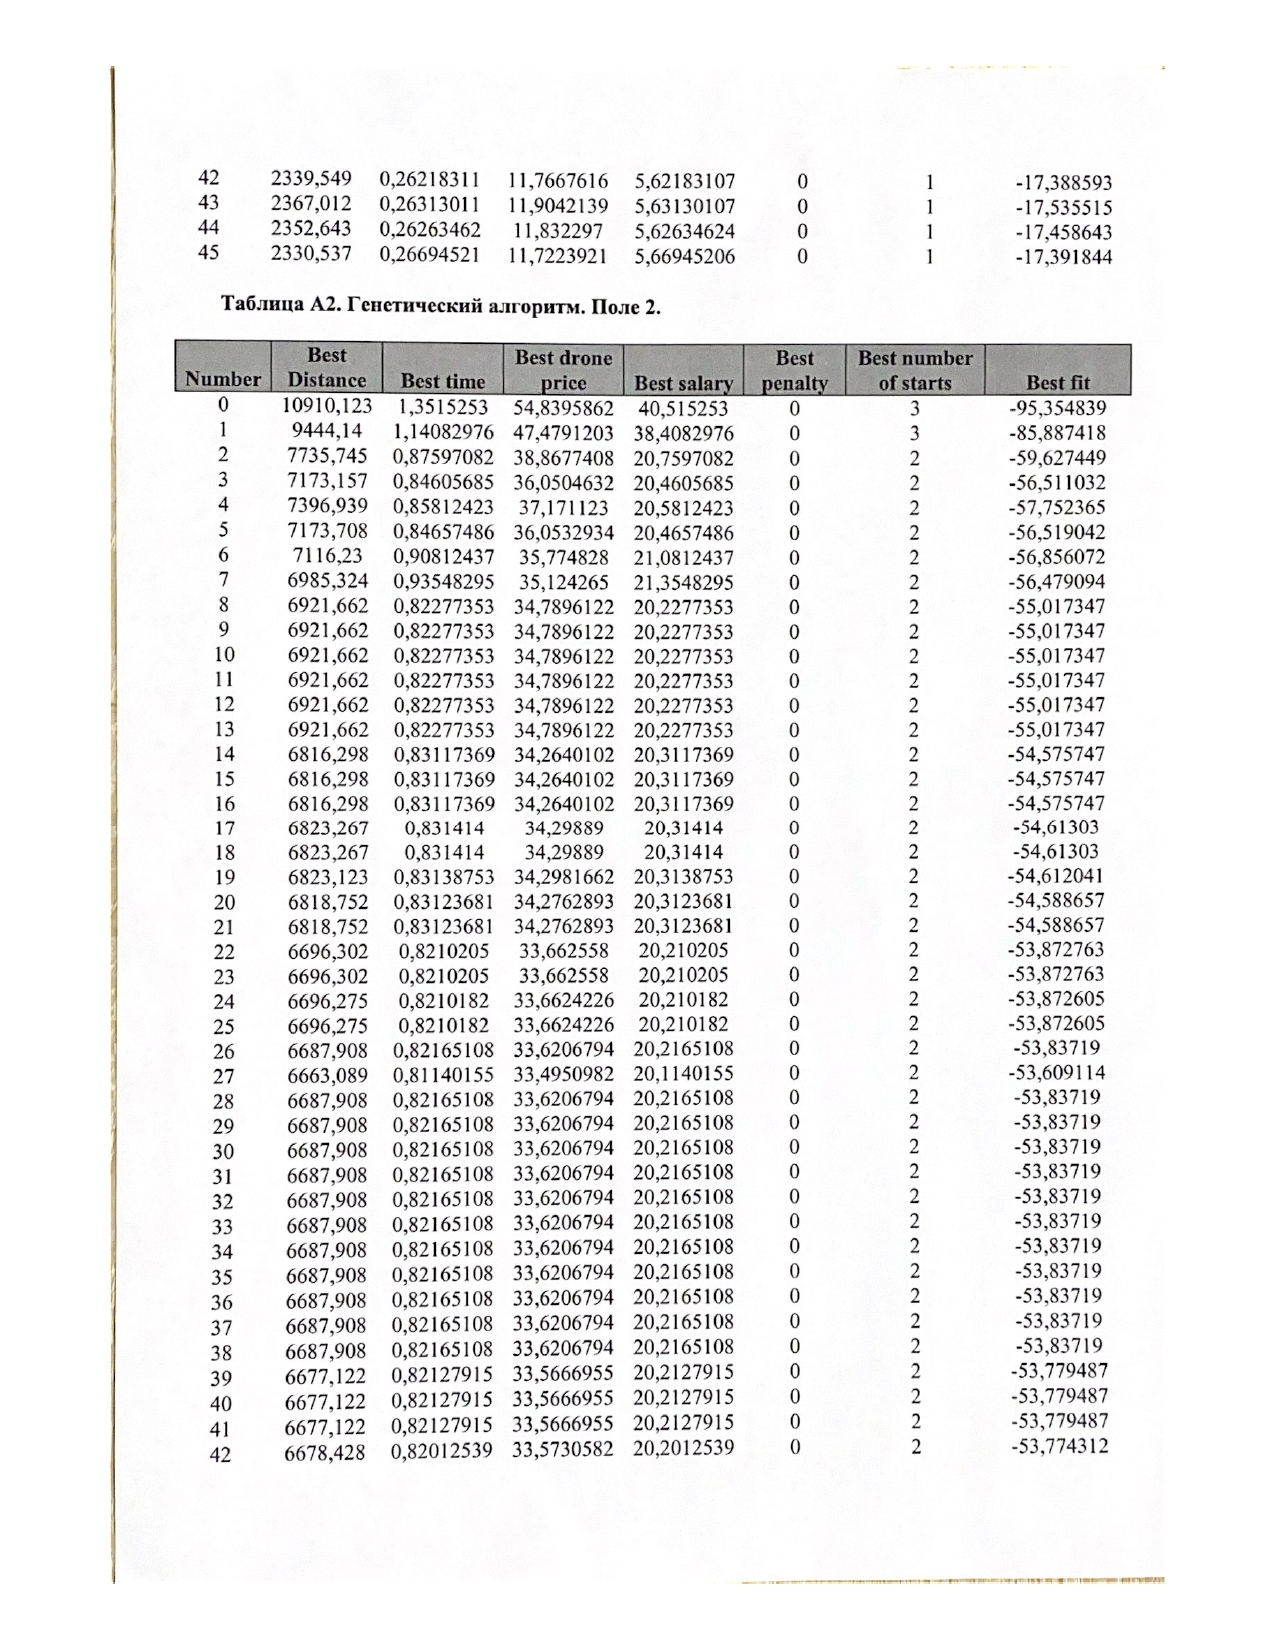 42 2339,549 0,26218311 11,7667616 5,62183107 0 1 -17,388593
43 2367,012 0,26313011 11,9042139 5,63130107 0 1 -17,535515
44 2352,643 0,26263462 11,832297 5,62634624 0 1 -17,458643
45 2330,537 0,26694521 11,7223921 5,66945206 0 1 -17,391844
Таблица А2. Генетический алгоритм. Поле 2.
Number Best Distance Best time Best drone price Best salary Best penalty Best number of starts Best fit
0 10910,123 1,3515253 54,8395862 40,515253 0 3 -95,354839
1 9444,14 1,14082976 47,4791203 38,4082976 0 3 -85,887418
2 7735,745 0,87597082 38,8677408 20,7597082 0 2 -59,627449
3 7173,157 0,84605685 36,0504632 20,4605685 0 2 -56,511032
4 7396,939 0,85812423 37,171123 20,5812423 0 2 -57,752365
5 7173,708 0,84657486 36,0532934 20,4657486 0 2 -56,519042
6 7116,23 0,90812437 35,774828 21,0812437 0 2 -56,856072
7 6985,324 0,93548295 35,124265 21,3548295 0 2 -56,479094
8 6921,662 0,82277353 34,7896122 20,2277353 0 2 -55,017347
9 6921,662 0,82277353 34,7896122 20,2277353 0 2 -55,017347
10 6921,662 0,82277353 34,7896122 20,2277353 0 2 -55,017347
11 6921,662 0,82277353 34,7896122 20,2277353 0 2 -55,017347
12 6921,662 0,82277353 34,7896122 20,2277353 0 2 -55,017347
13 6921,662 0,82277353 34,7896122 20,2277353 0 2 -55,017347
14 6816,298 0,83117369 34,2640102 20,3117369 0 2 -54,575747
15 6816,298 0,83117369 34,2640102 20,3117369 0 2 -54,575747
16 6816,298 0,83117369 34,2640102 20,3117369 0 2 -54,575747
17 6823,267 0,831414 34,29889 20,31414 0 2 -54,61303
18 6823,267 0,831414 34,29889 20,31414 0 2 -54,61303
19 6823,123 0,83138753 34,2981662 20,3138753 0 2 -54,612041
20 6818,752 0,83123681 34,2762893 20,3123681 0 2 -54,588657
21 6818,752 0,83123681 34,2762893 20,3123681 0 2 -54,588657
22 6696,302 0,8210205 33,662558 20,210205 0 2 -53,872763
23 6696,302 0,8210205 33,662558 20,210205 0 2 -53,872763
24 6696,275 0,8210182 33,6624226 20,210182 0 2 -53,872605
25 6696,275 0,8210182 33,6624226 20,210182 0 2 -53,872605
26 6687,908 0,82165108 33,6206794 20,2165108 0 2 -53,83719
27 6663,089 0,81140155 33,4950982 20,1140155 0 2 -53,609114
28 6687,908 0,82165108 33,6206794 20,2165108 0 2 -53,83719
29 6687,908 0,82165108 33,6206794 20,2165108 0 2 -53,83719
30 6687,908 0,82165108 33,6206794 20,2165108 0 2 -53,83719
31 6687,908 0,82165108 33,6206794 20,2165108 0 2 -53,83719
32 6687,908 0,82165108 33,6206794 20,2165108 0 2 -53,83719
33 6687,908 0,82165108 33,6206794 20,2165108 0 2 -53,83719
34 6687,908 0,82165108 33,6206794 20,2165108 0 2 -53,83719
35 6687,908 0,82165108 33,6206794 20,2165108 0 2 -53,83719
36 6687,908 0,82165108 33,6206794 20,2165108 0 2 -53,83719
37 6687,908 0,82165108 33,6206794 20,2165108 0 2 -53,83719
38 6687,908 0,82165108 33,6206794 20,2165108 0 2 -53,83719
39 6677,122 0,82127915 33,5666955 20,2127915 0 2 -53,779487
40 6677,122 0,82127915 33,5666955 20,2127915 0 2 -53,779487
41 6677,122 0,82127915 33,5666955 20,2127915 0 2 -53,779487
42 6678,428 0,82012539 33,5730582 20,2012539 0 2 -53,774312